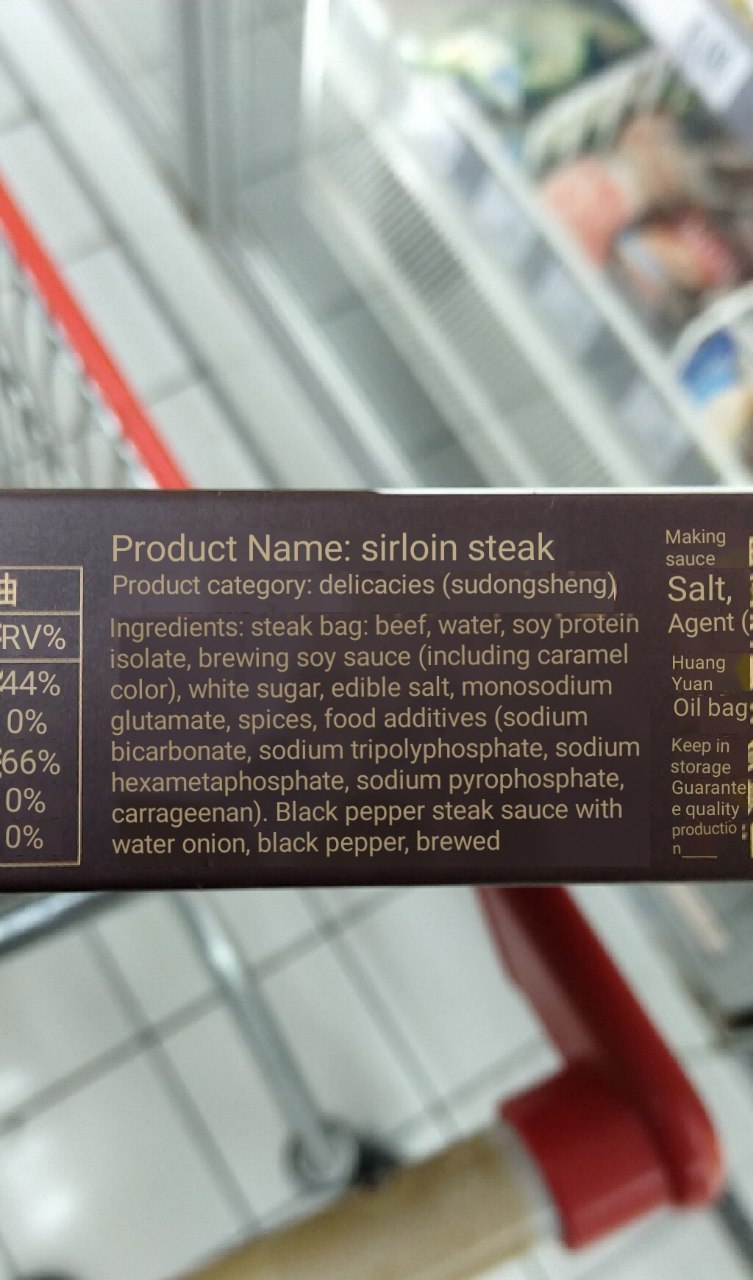 油
RV%
44%
0%
66%
0%
0%
Product Name: sirloin steak
Product category: delicacies (sudongsheng)
Ingredients: steak bag: beef, water, soy protein
isolate, brewing soy sauce (including caramel
color), white sugar, edible salt, monosodium
glutamate, spices, food additives (sodium
bicarbonate, sodium tripolyphosphate, sodium
hexametaphosphate, sodium pyrophosphate,
carrageenan). Black pepper steak sauce with
water onion, black pepper, brewed
Making
sauce
Salt,
Agent (
Huang
Yuan
Oil bag
Keep in
storage
Guarante
e quality
productio
n